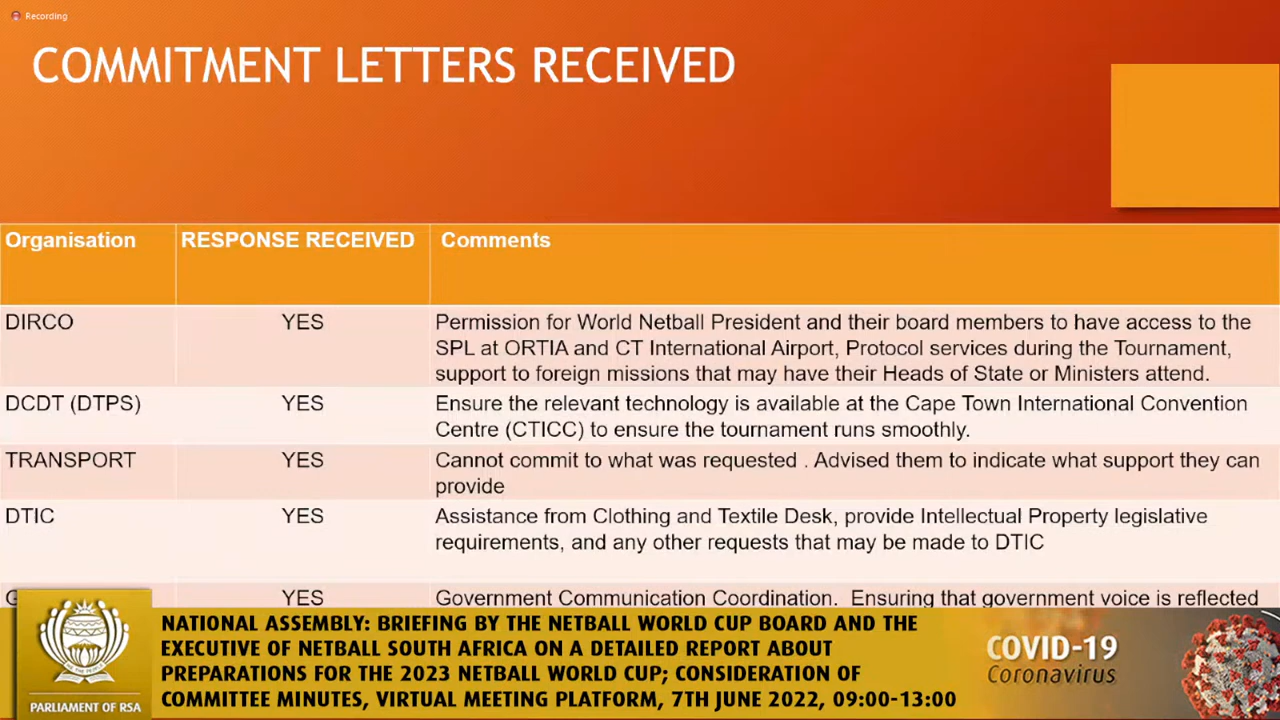 Recording
COMMITMENT LETTERS RECEIVED
Organisation RESPONSE RECEIVED Comments
DIRCO YES Permission for World Netball President and their board members to have access to the
SPL at ORTIA and CT International Airport, Protocol services during the Tournament,
support to foreign missions that may have their Heads of State or Ministers attend.
DCDT (DTPS) YES Ensure the relevant technology is available at the Cape Town International Convention
Centre (CTICC) to ensure the tournament runs smoothly.
TRANSPORT YES Cannot commit to what was requested . Advised them to indicate what support they can
provide
DTIC YES Assistance from Clothing and Textile Desk, provide Intellectual Property legislative
requirements, and any other requests that may be made to DTIC
YES Government Communication Coordination. Ensuring that government voice is reflected
NATIONAL ASSEMBLY: BRIEFING BY THE NETBALL WORLD CUP BOARD AND THE
EXECUTIVE OF NETBALL SOUTH AFRICA ON A DETAILED REPORT ABOUT
PREPARATIONS FOR THE 2023 NETBALL WORLD CUP; CONSIDERATION OF
COMMITTEE MINUTES, VIRTUAL MEETING PLATFORM, 7TH JUNE 2022, 09:00-13:00
PARLIAMENT OF RSA
COVID-19
Coronavirus